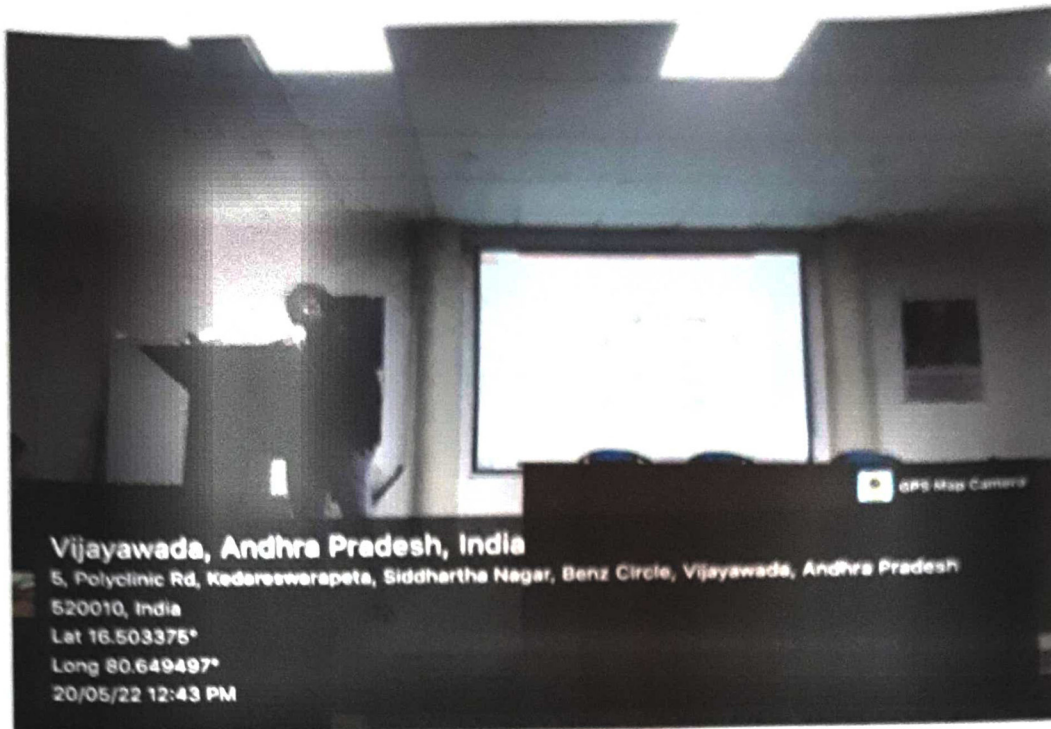 GPS Map Camera
Vijayawada, Andhra Pradesh, India
5, Polyclinic Rd, Kedareswarapeta, Siddhartha Nagar, Benz Circle, Vijayawada, Andhra Pradesh
520010, India
Lat 16.503375°
Long 80.649497°
20/05/22 12:43 PM